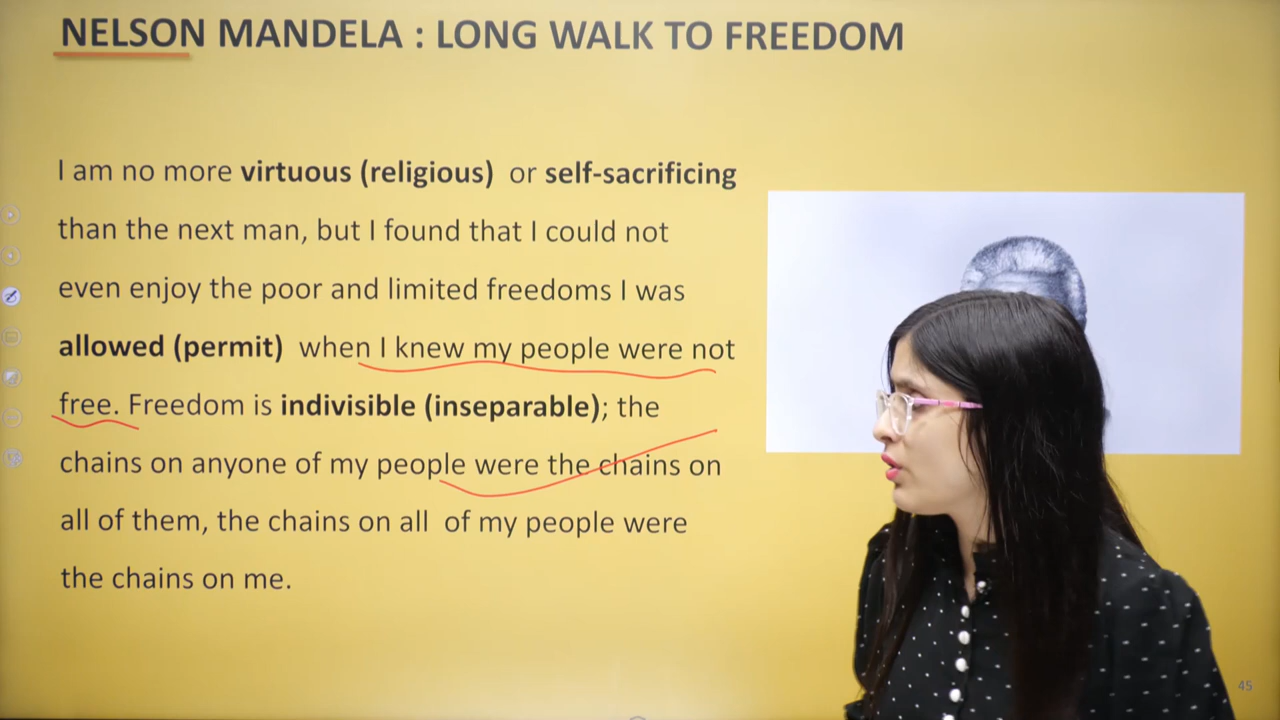 NELSON MANDELA : LONG WALK TO FREEDOM
I am no more virtuous (religious) or self-sacrificing
than the next man, but I found that I could not
even enjoy the poor and limited freedoms I was
allowed (permit) when I knew my people were not
free. Freedom is indivisible (inseparable); the
chains on anyone of my people were the chains on
all of them, the chains on all of my people were
the chains on me.
45